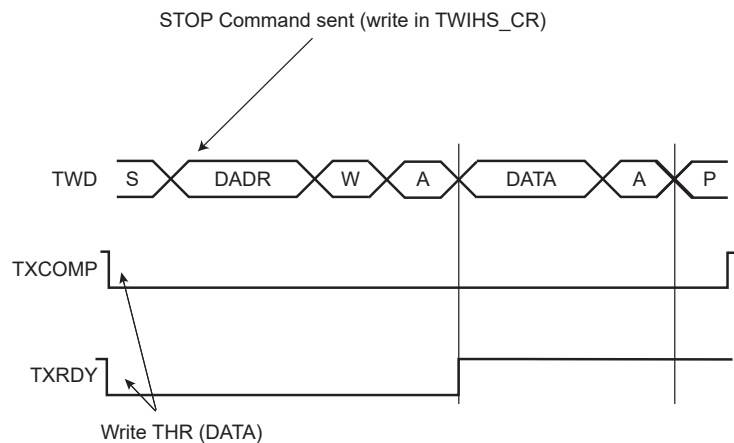 STOP Command sent (write in TWIHS_CR)
TWD S DADR W A DATA A P
TXCOMP
TXRDY
Write THR (DATA)